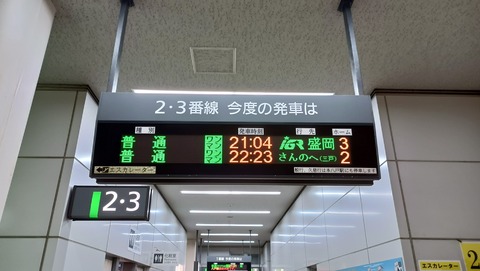 2・3番線 今度の発車は
種別 発車時刻 行先 ホーム
普通 ワンマン 21:04 IGR 盛岡 3
普通 ワンマン 22:23 さんのへ(三戸) 2
エスカレーター
2・3
エスカレーター
2